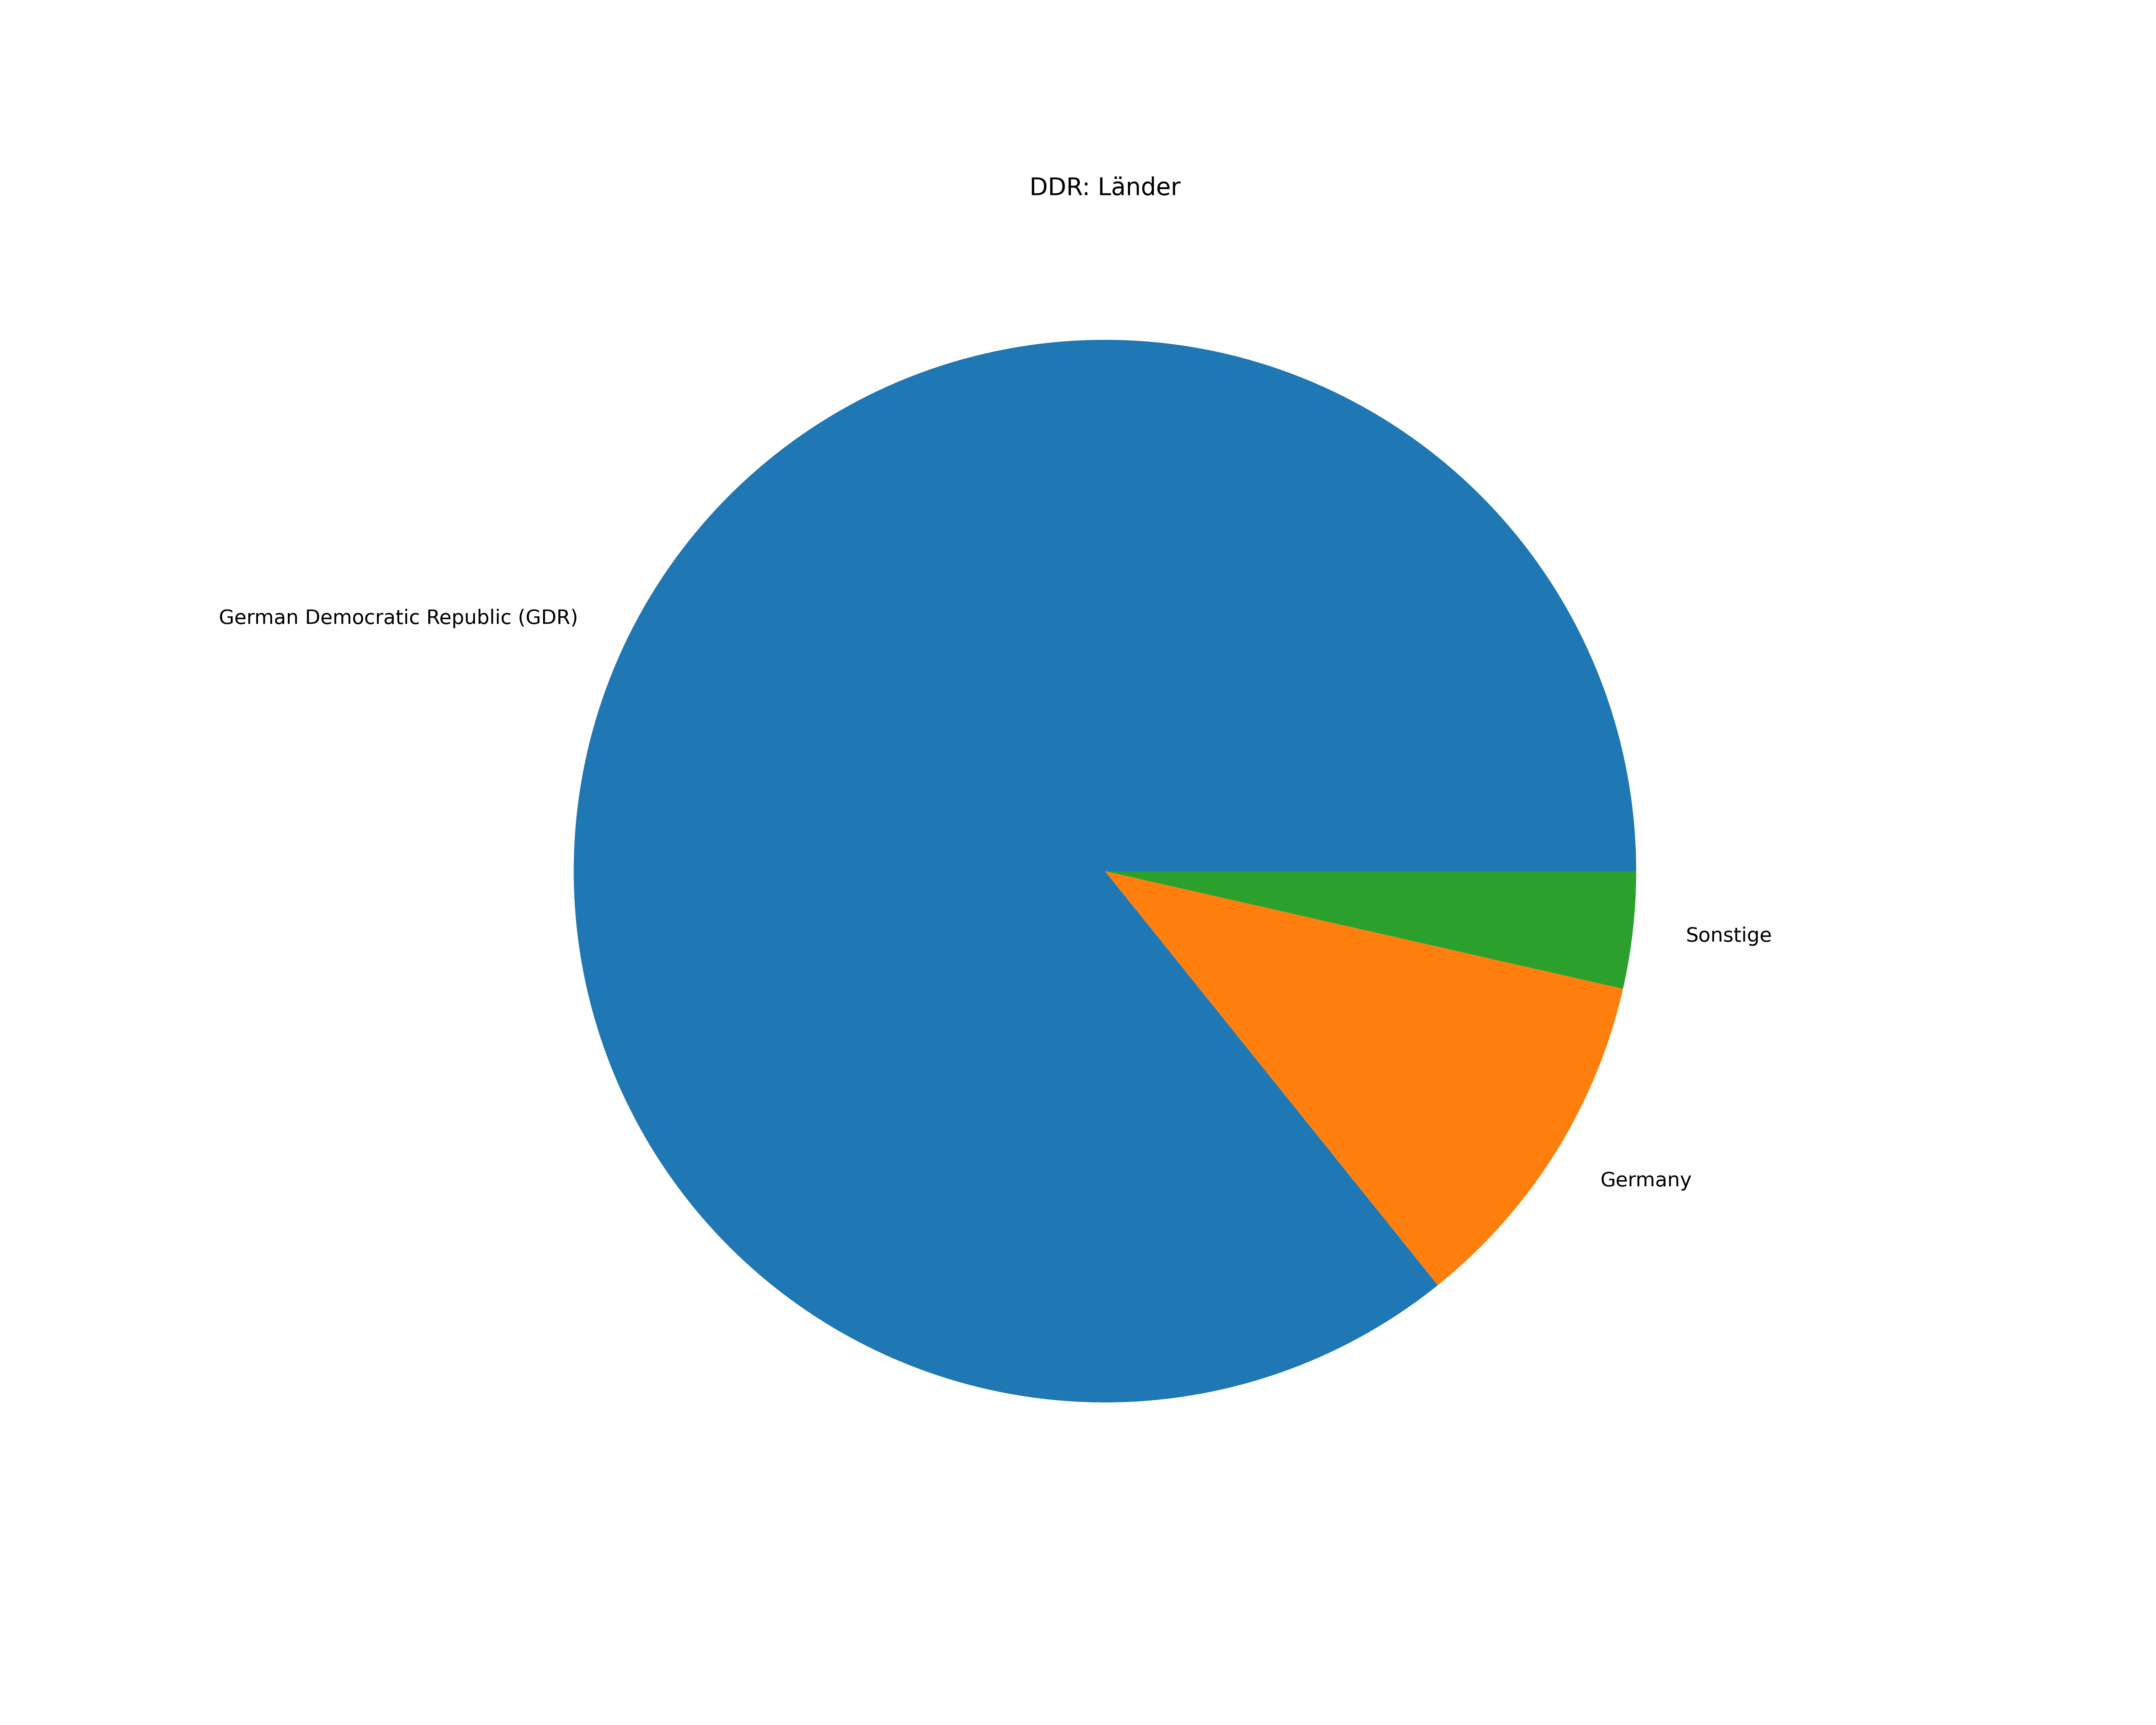 DDR: Länder
German Democratic Republic (GDR)
Sonstige
Germany